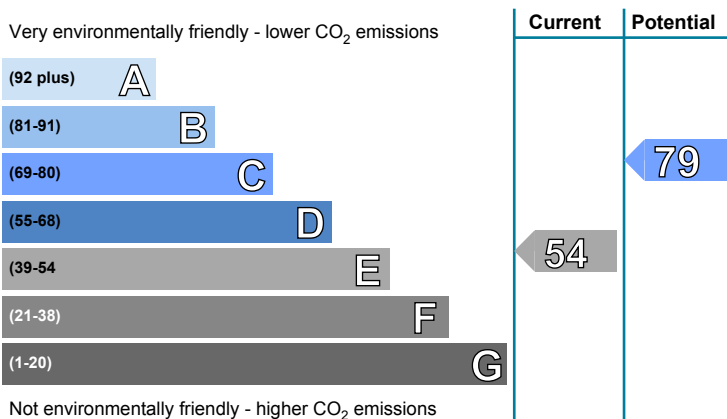 Very environmentally friendly - lower CO2 emissions
Current
Potential
(92 plus) A
(81-91) B
(69-80) C
79
(55-68) D
(39-54 E
54
(21-38) F
(1-20) G
Not environmentally friendly - higher CO2 emissions